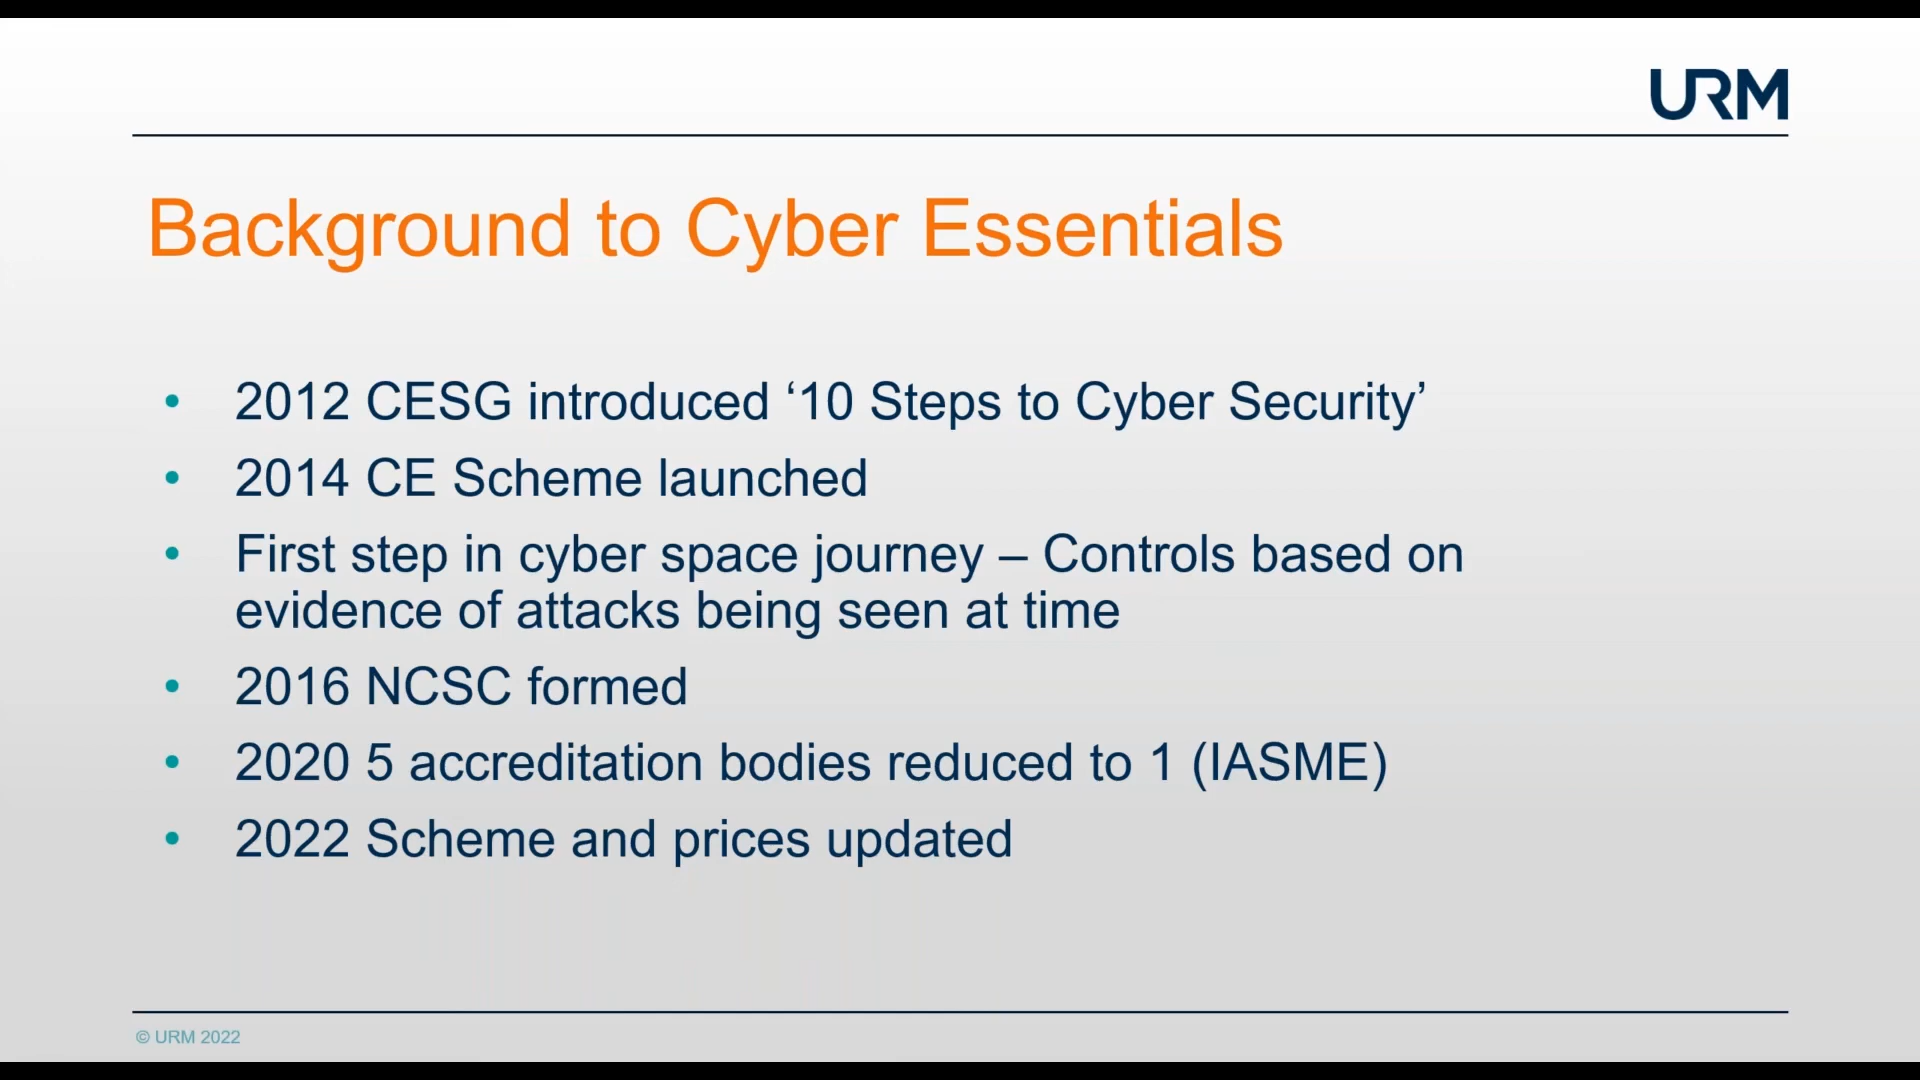 URM
Background to Cyber Essentials
• 2012 CESG introduced ‘10 Steps to Cyber Security’
• 2014 CE Scheme launched
• First step in cyber space journey – Controls based on
evidence of attacks being seen at time
• 2016 NCSC formed
• 2020 5 accreditation bodies reduced to 1 (IASME)
• 2022 Scheme and prices updated
© URM 2022